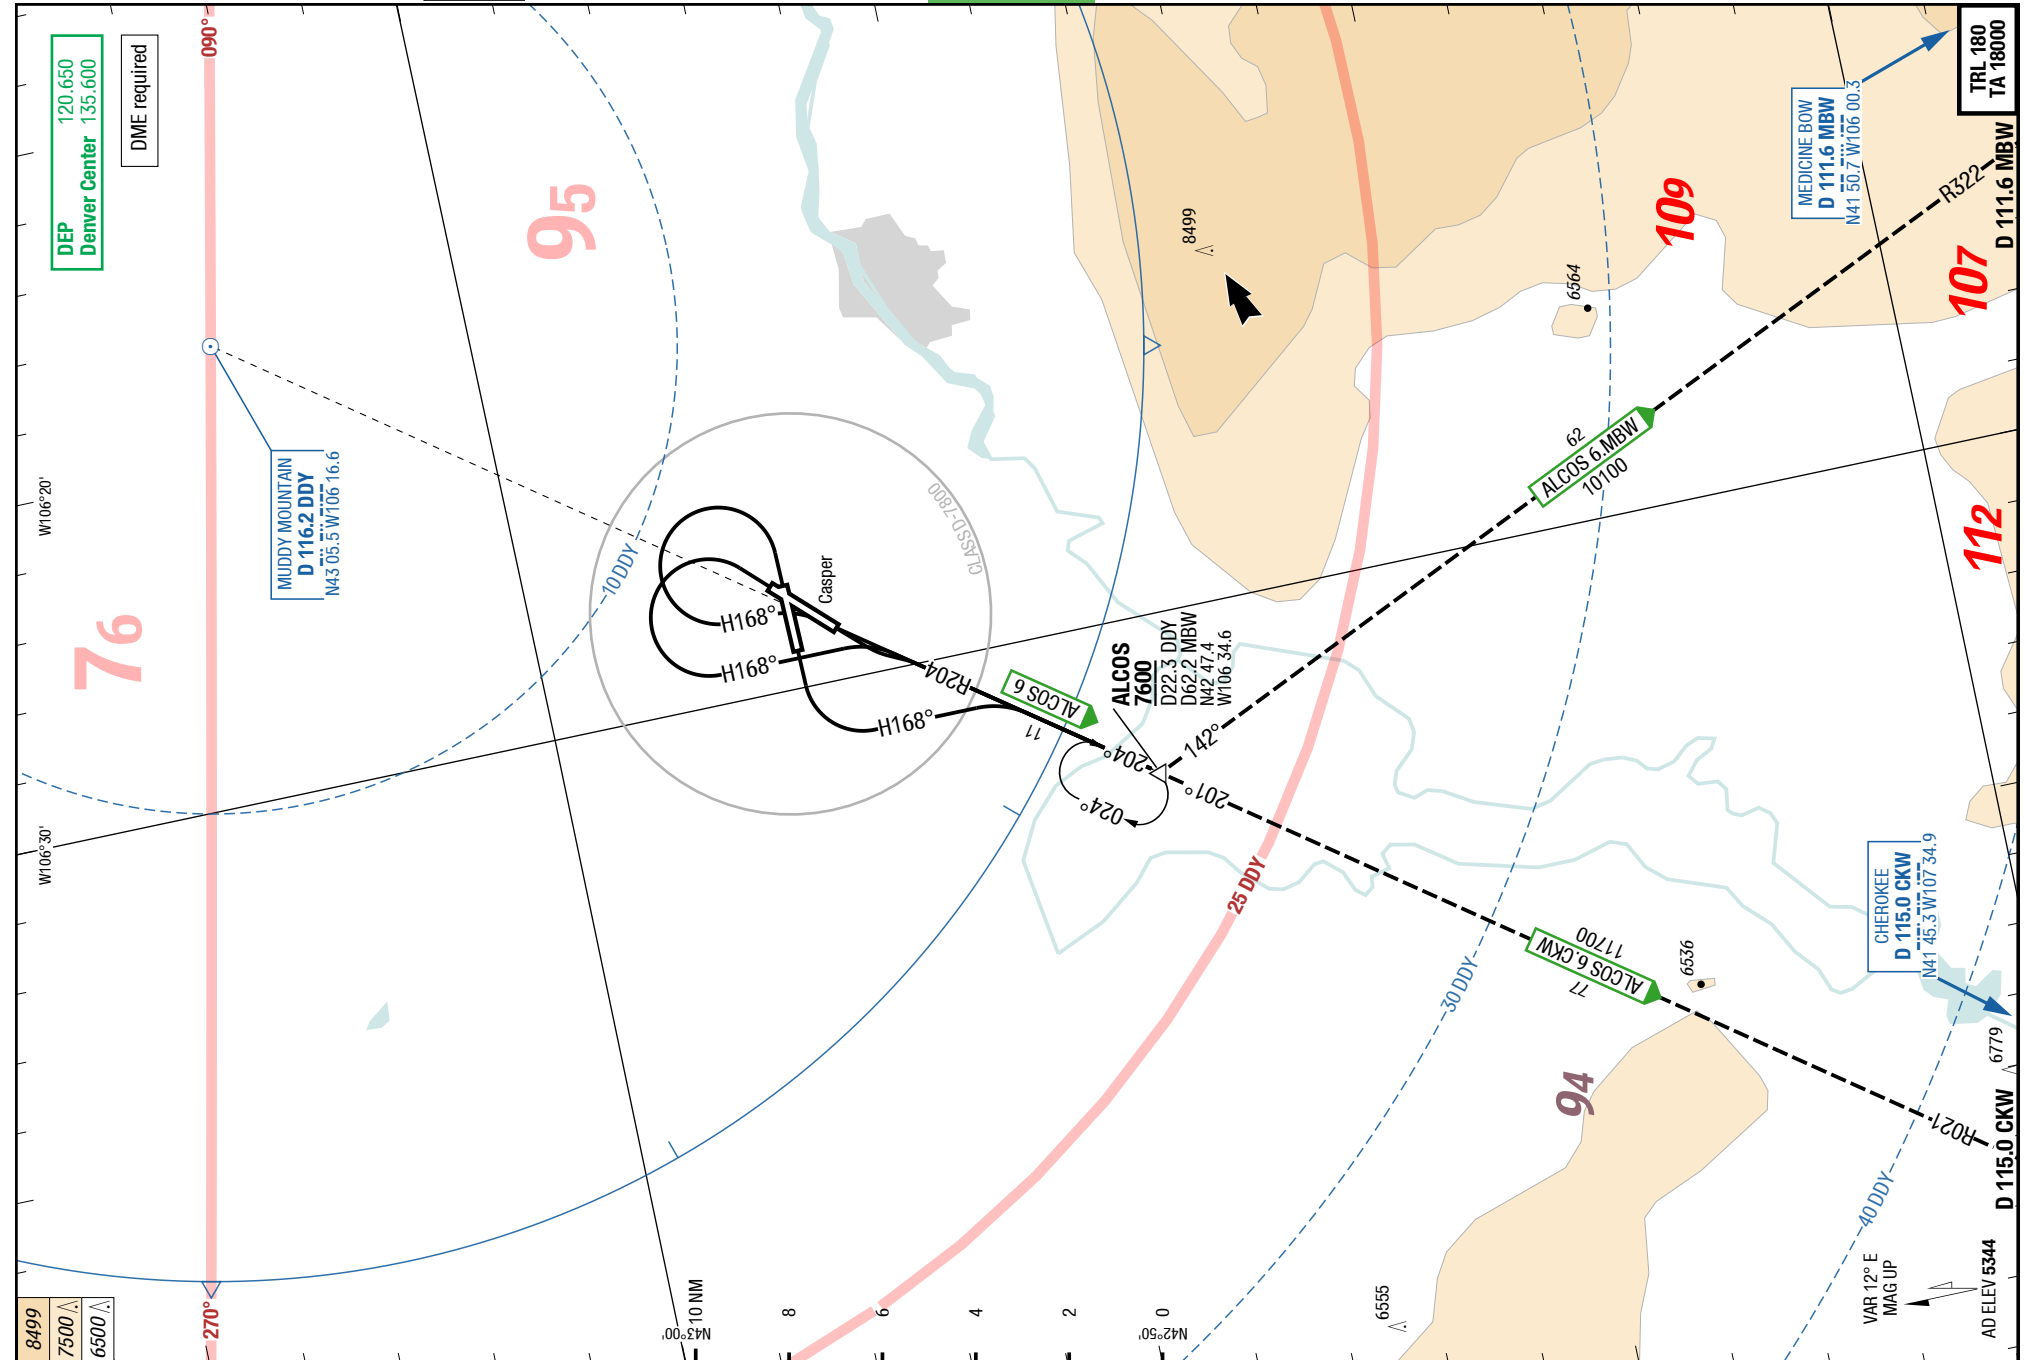 DEP 120.650
Denver Center 135.600
DME required
090°
270°
95
76
W106°20'
W106°30'
MUDDY MOUNTAIN
D 116.2 DDY
N43 05.5 W106 16.6
10 DDY
CLASS D-7800
Casper
H168°
H168°
H168°
R204
ALCOS 6
11
204°
024°
ALCOS
7600
D22.3 DDY
D62.2 MBW
N42 47.4
W106 34.6
142°
201°
25 DDY
30 DDY
40 DDY
8499
6564
109
107
112
94
MEDICINE BOW
D 111.6 MBW
N41 50.7 W106 00.3
TRL 180
TA 18000
R322
D 111.6 MBW
62
ALCOS 6.MBW
10100
11700
ALCOS 6.CKW
77
6536
CHEROKEE
D 115.0 CKW
N41 45.3 W107 34.9
6779
R021
D 115.0 CKW
6555
VAR 12° E
MAG UP
AD ELEV 5344
8499
7500
6500
10 NM
8
6
4
2
0
N43°00'
N42°50'